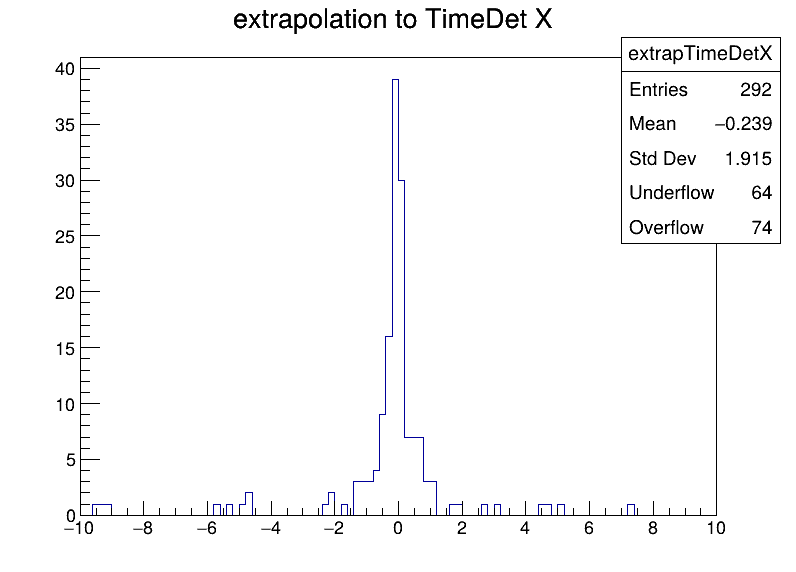 extrapolation to TimeDet X
extrapTimeDetX
Entries 292
Mean −0.239
Std Dev 1.915
Underflow 64
Overflow 74
40
35
30
25
20
15
10
5
0
−10 −8 −6 −4 −2 0 2 4 6 8 10